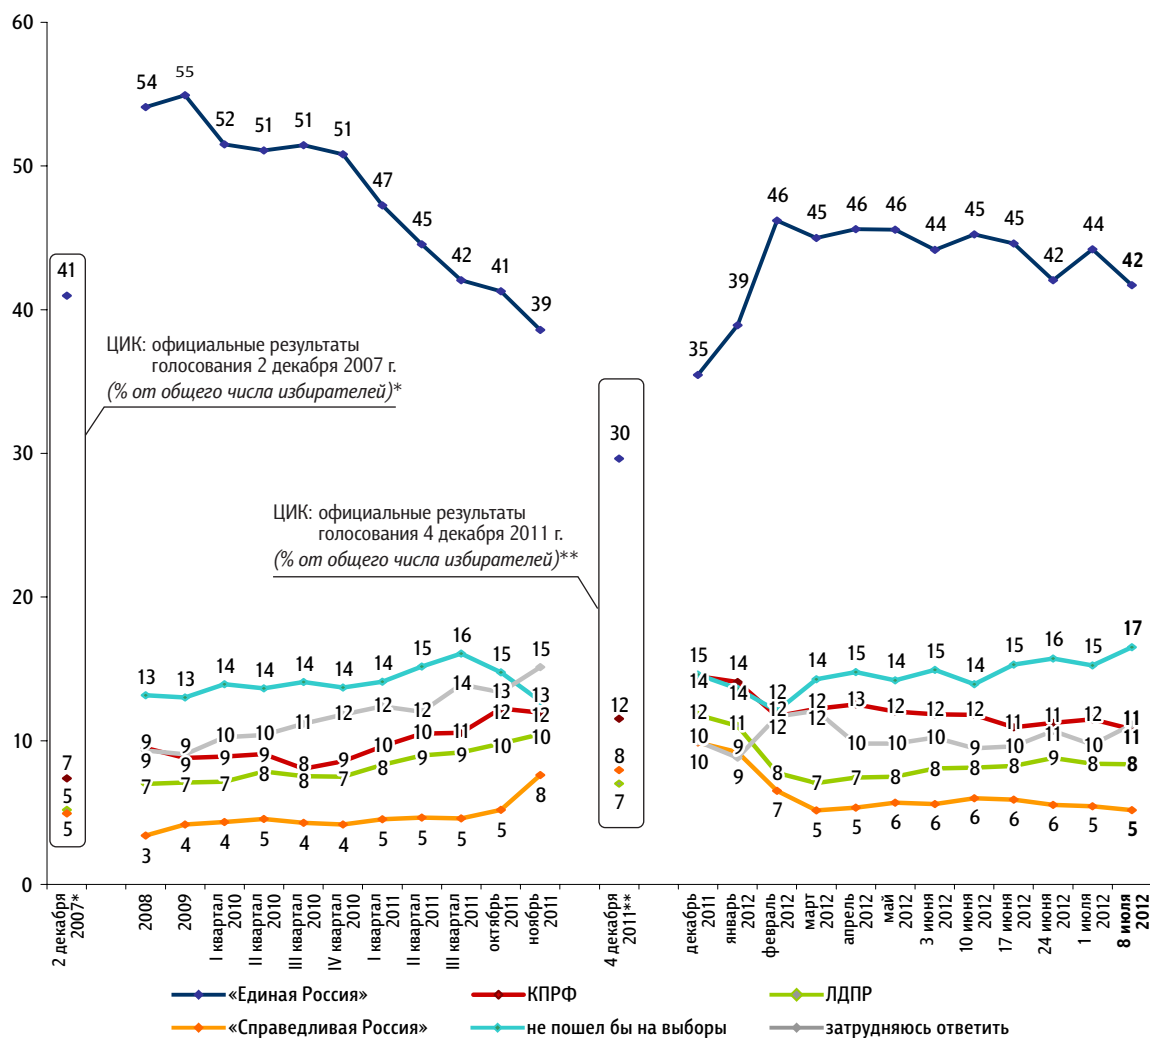 60
50
40
30
20
10
0
54
55
52
51
51
51
47
45
42
41
39
35
39
46
45
46
46
44
45
45
42
44
42
41
7
5
5
ЦИК: официальные результаты
голосования 2 декабря 2007 г.
(% от общего числа избирателей)*
30
12
8
7
ЦИК: официальные результаты
голосования 4 декабря 2011 г.
(% от общего числа избирателей)**
13 13 14 14 14 14 14 15 16 15 13
9 9 10 10 11 12 12 12 14 13 15
9 9 9 9 8 9 10 10 11 12 12
7 7 7 8 8 7 8 9 9 10 10
3 4 4 5 4 4 5 5 5 5 8
15 14 12 14 15 14 15 14 15 16 15 17
14 14 12 12 13 12 12 12 11 11 12 11
10 9 12 12 10 10 10 9 10 11 10 11
12 11 8 7 7 8 8 8 8 9 8 8
10 9 7 5 5 6 6 6 6 6 5 5
2 декабря 2007*
2008
2009
I квартал 2010
II квартал 2010
III квартал 2010
IV квартал 2010
I квартал 2011
II квартал 2011
III квартал 2011
октябрь 2011
ноябрь 2011
4 декабря 2011**
декабрь 2011
январь 2012
февраль 2012
март 2012
апрель 2012
май 2012
3 июня 2012
10 июня 2012
17 июня 2012
24 июня 2012
1 июля 2012
8 июля 2012
«Единая Россия»
КПРФ
ЛДПР
«Справедливая Россия»
не пошел бы на выборы
затрудняюсь ответить